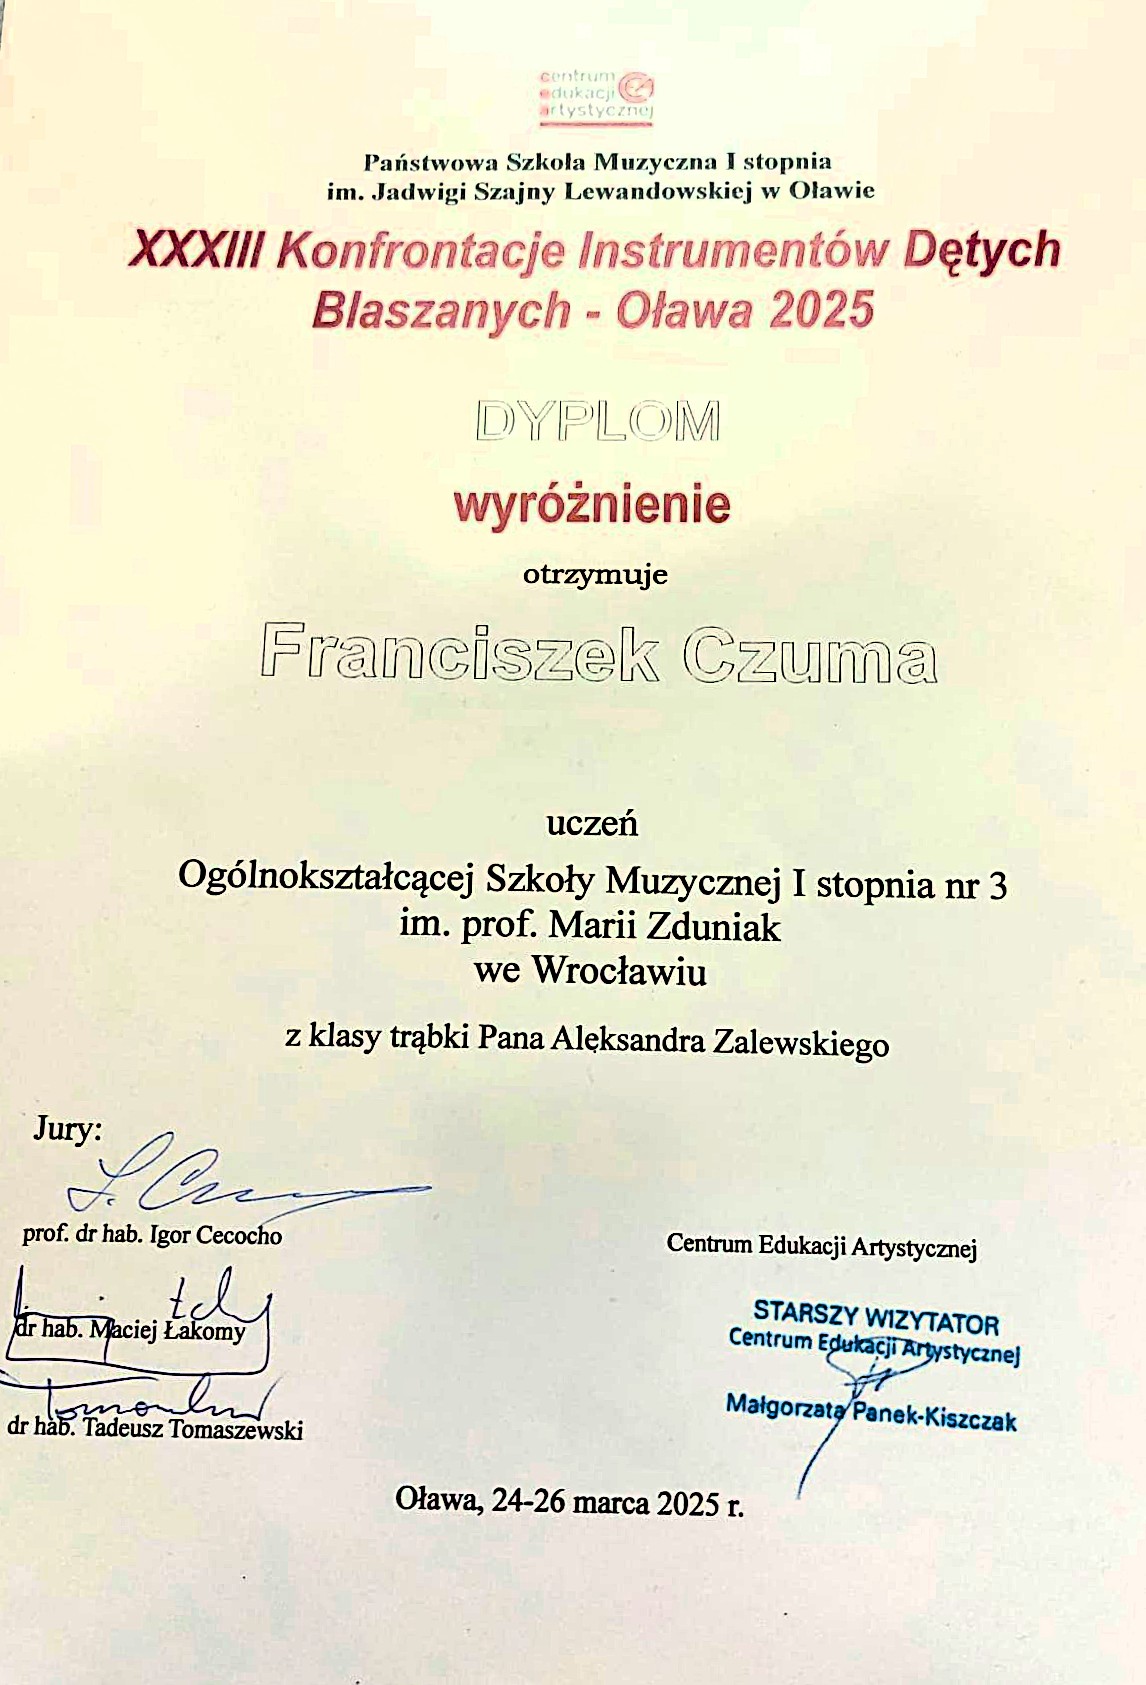 centrum
edukacji
artystycznej
Państwowa Szkoła Muzyczna I stopnia
im. Jadwigi Szajny Lewandowskiej w Oławie
XXXIII Konfrontacje Instrumentów Dętych
Blaszanych - Oława 2025
DYPLOM
wyróżnienie
otrzymuje
Franciszek Czuma
uczeń
Ogólnokształcącej Szkoły Muzycznej I stopnia nr 3
im. prof. Marii Zduniak
we Wrocławiu
z klasy trąbki Pana Aleksandra Zalewskiego
Jury:
prof. dr hab. Igor Cecocho
dr hab. Maciej Łakomy
dr hab. Tadeusz Tomaszewski
Centrum Edukacji Artystycznej
STARSZY WIZYTATOR
Centrum Edukacji Artystycznej
Małgorzata Panek-Kiszczak
Oława, 24-26 marca 2025 r.